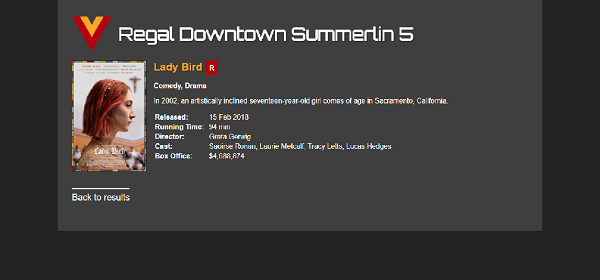 Regal Downtown Summerlin 5
Lady Bird R
Comedy, Drama
In 2002, an artistically inclined seventeen-year-old girl comes of age in Sacramento, California.
Released: 15 Feb 2018
Running Time: 94 min
Director: Greta Gerwig
Cast: Saoirse Ronan, Laurie Metcalf, Tracy Letts, Lucas Hedges
Box Office: $4,688,874
Lady Bird
Back to results